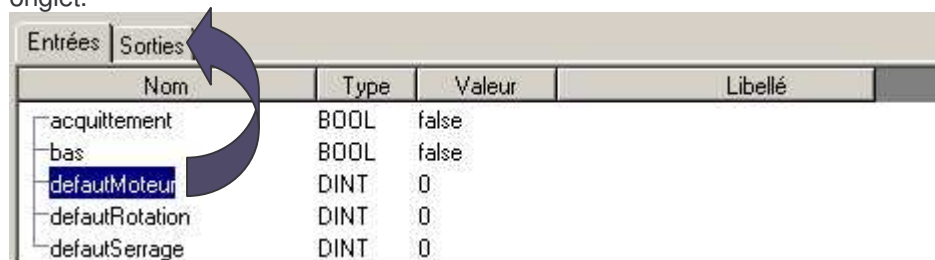 onglet.
Entrées Sorties
Nom Type Valeur Libellé
acquittement BOOL false
bas BOOL false
defautMoteur DINT 0
defautRotation DINT 0
defautSerrage DINT 0